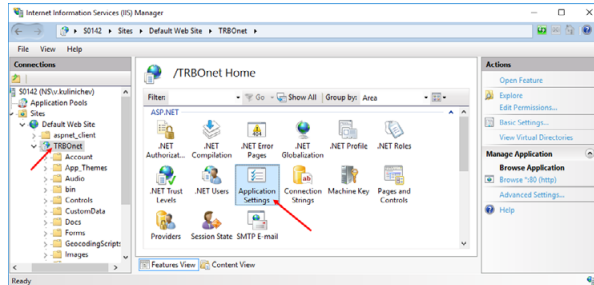 Internet Information Services (IIS) Manager
S0142 ▸ Sites ▸ Default Web Site ▸ TRBOnet ▸
File View Help
Connections
S0142 (NS\v.kulinichev)
Application Pools
Sites
Default Web Site
aspnet_client
TRBOnet
Account
App_Themes
Audio
bin
Controls
CustomData
Docs
Forms
GeocodingScripts
Images
/TRBOnet Home
Filter: Go Show All Group by: Area
ASP.NET
.NET Authorizat...
.NET Compilation
.NET Error Pages
.NET Globalization
.NET Profile
.NET Roles
.NET Trust Levels
.NET Users
Application Settings
Connection Strings
Machine Key
Pages and Controls
Providers
Session State
SMTP E-mail
Features View Content View
Actions
Open Feature
Explore
Edit Permissions...
Basic Settings...
View Virtual Directories
Manage Application
Browse Application
Browse *:80 (http)
Advanced Settings...
Help
Ready